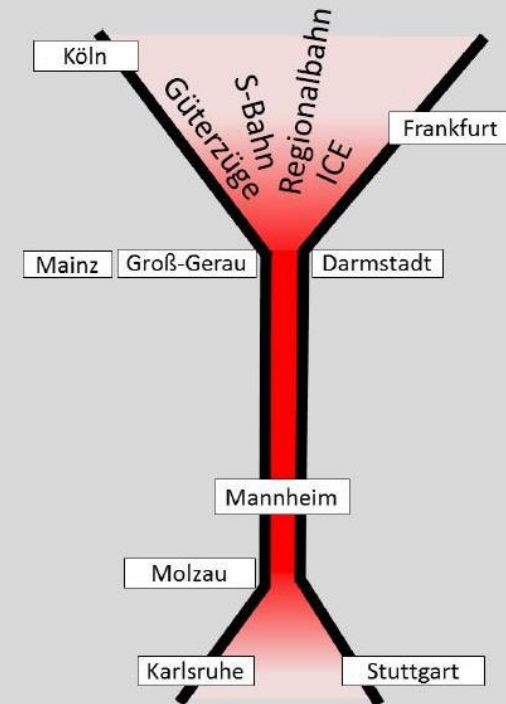 Köln
Güterzüge
S-Bahn
Regionalbahn
ICE
Frankfurt
Mainz
Groß-Gerau
Darmstadt
Mannheim
Molzau
Karlsruhe
Stuttgart